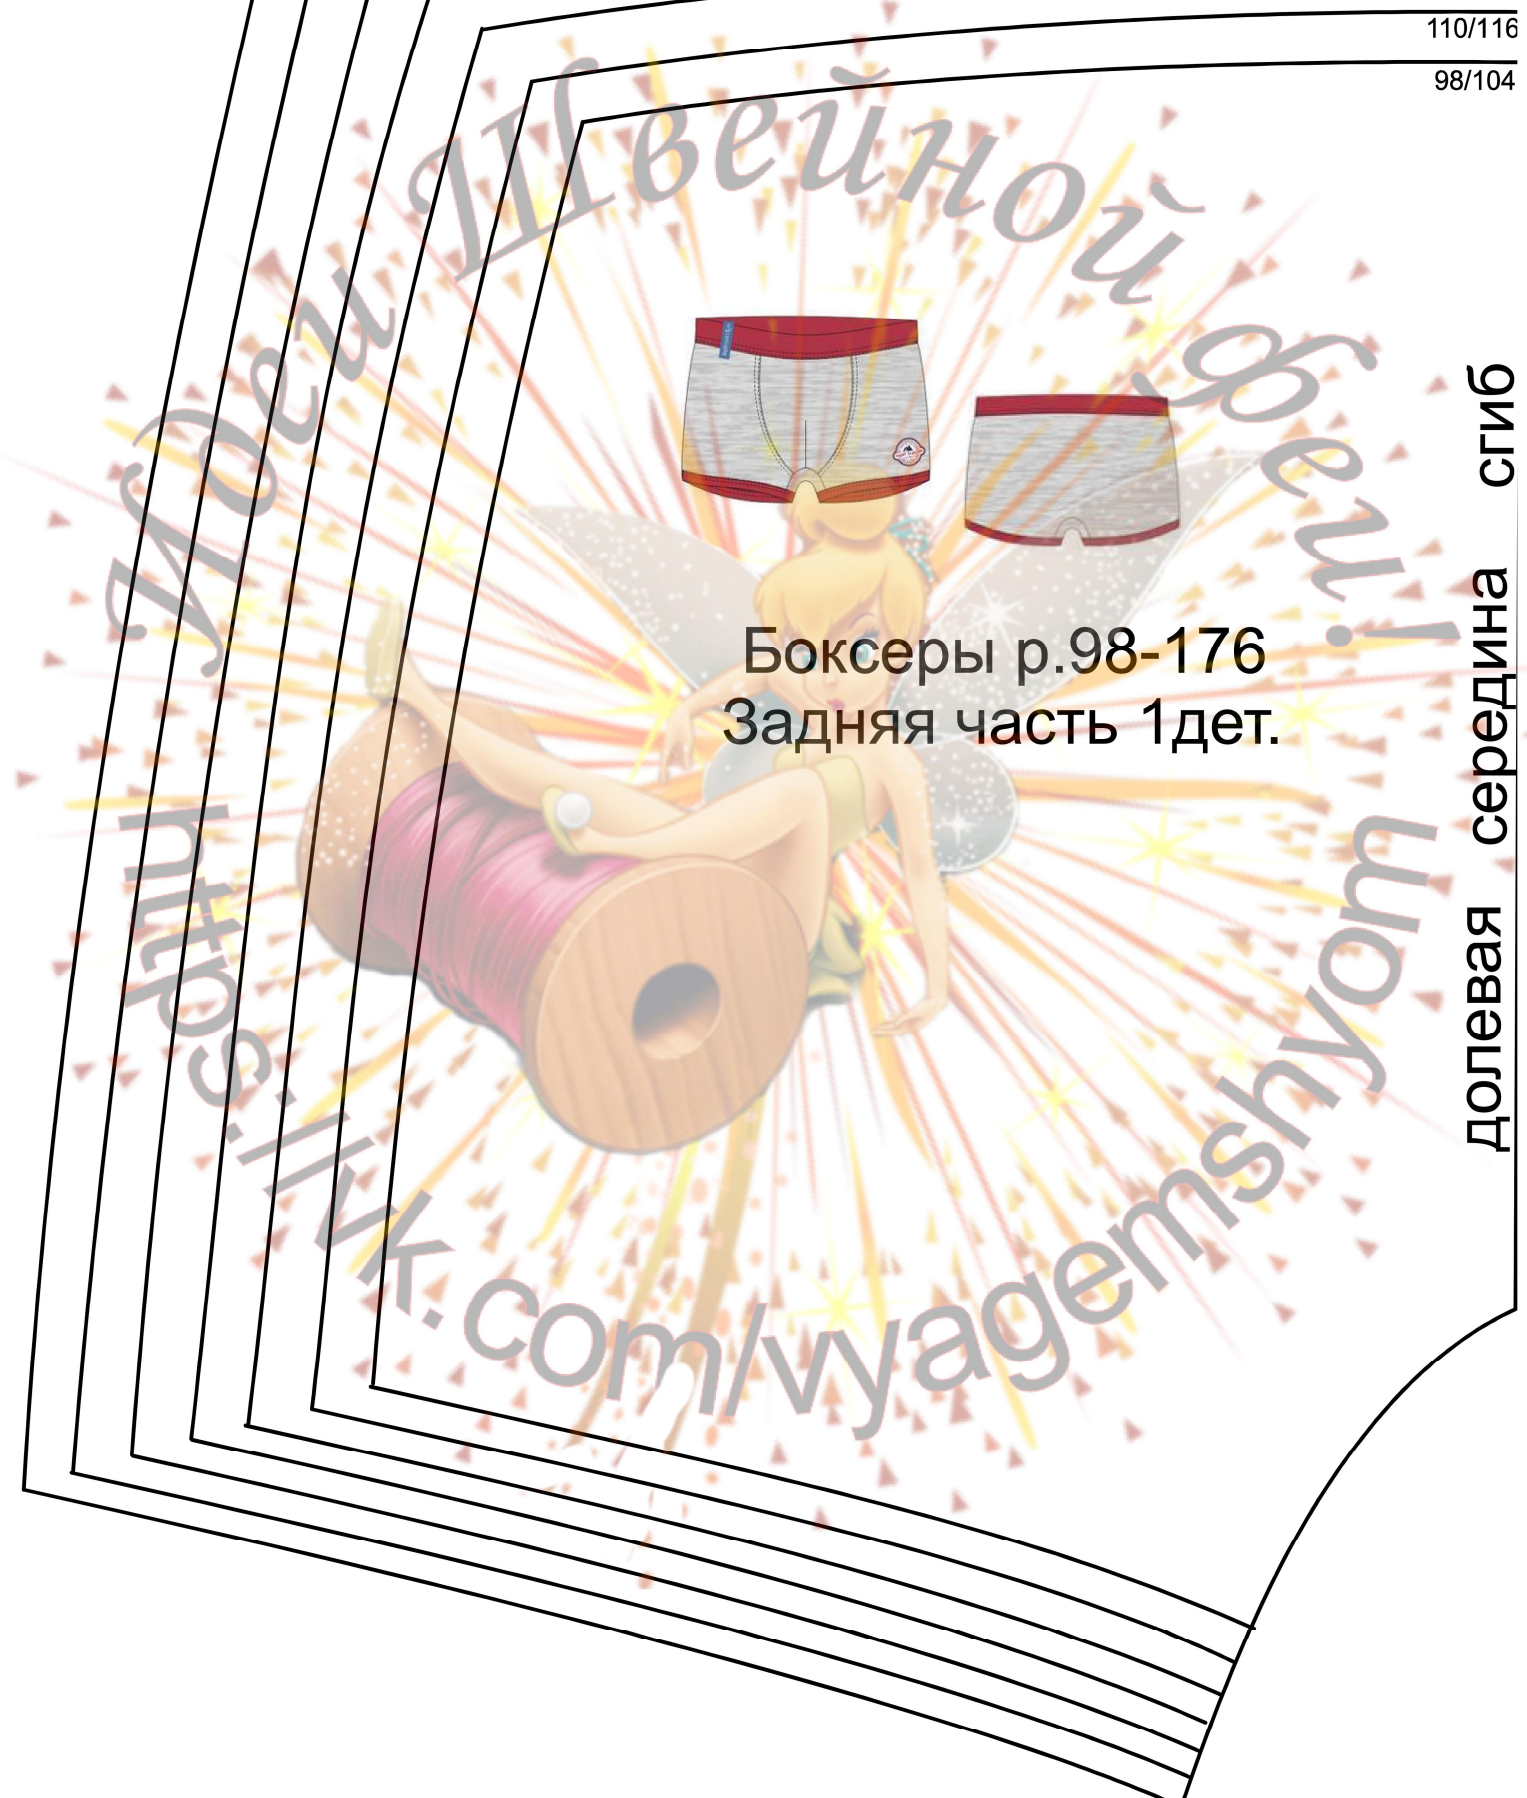 110/116
98/104
Идеи Швейной феи!
Боксеры р.98-176
Задняя часть 1дет.
долевая середина сгиб
https://vk.com/vyagemshyom